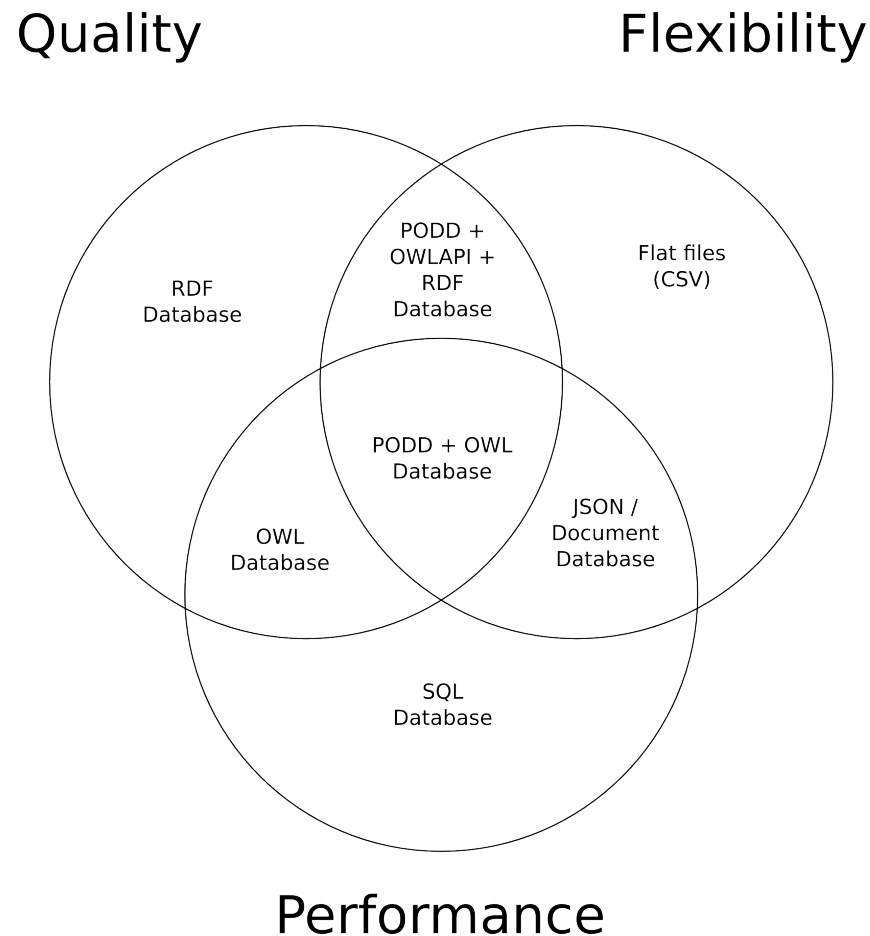 Quality
Flexibility
PODD +
OWLAPI +
RDF
Database
Flat files
(CSV)
RDF
Database
PODD + OWL
Database
OWL
Database
JSON /
Document
Database
SQL
Database
Performance